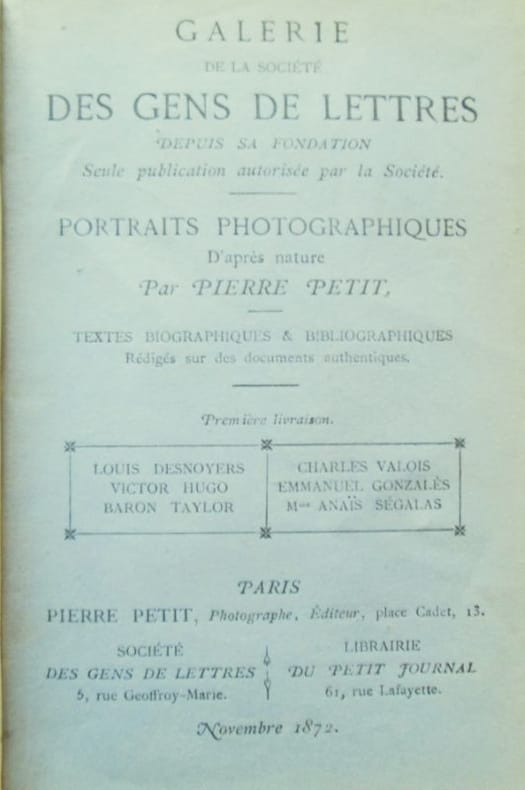 GALERIE
DE LA SOCIÉTÉ
DES GENS DE LETTRES
DEPUIS SA FONDATION
Seule publication autorisée par la Société.
PORTRAITS PHOTOGRAPHIQUES
D'après nature
Par PIERRE PETIT,
TEXTES BIOGRAPHIQUES & BIBLIOGRAPHIQUES
Rédigés sur des documents authentiques.
Première livraison.
LOUIS DESNOYERS
VICTOR HUGO
BARON TAYLOR
CHARLES VALOIS
EMMANUEL GONZALÈS
Mme ANAÏS SÉGALAS
PARIS
PIERRE PETIT, Photographe, Éditeur, place Cadet, 13.
SOCIÉTÉ
DES GENS DE LETTRES
5, rue Geoffroy-Marie.
LIBRAIRIE
DU PETIT JOURNAL
61, rue Lafayette.
Novembre 1872.